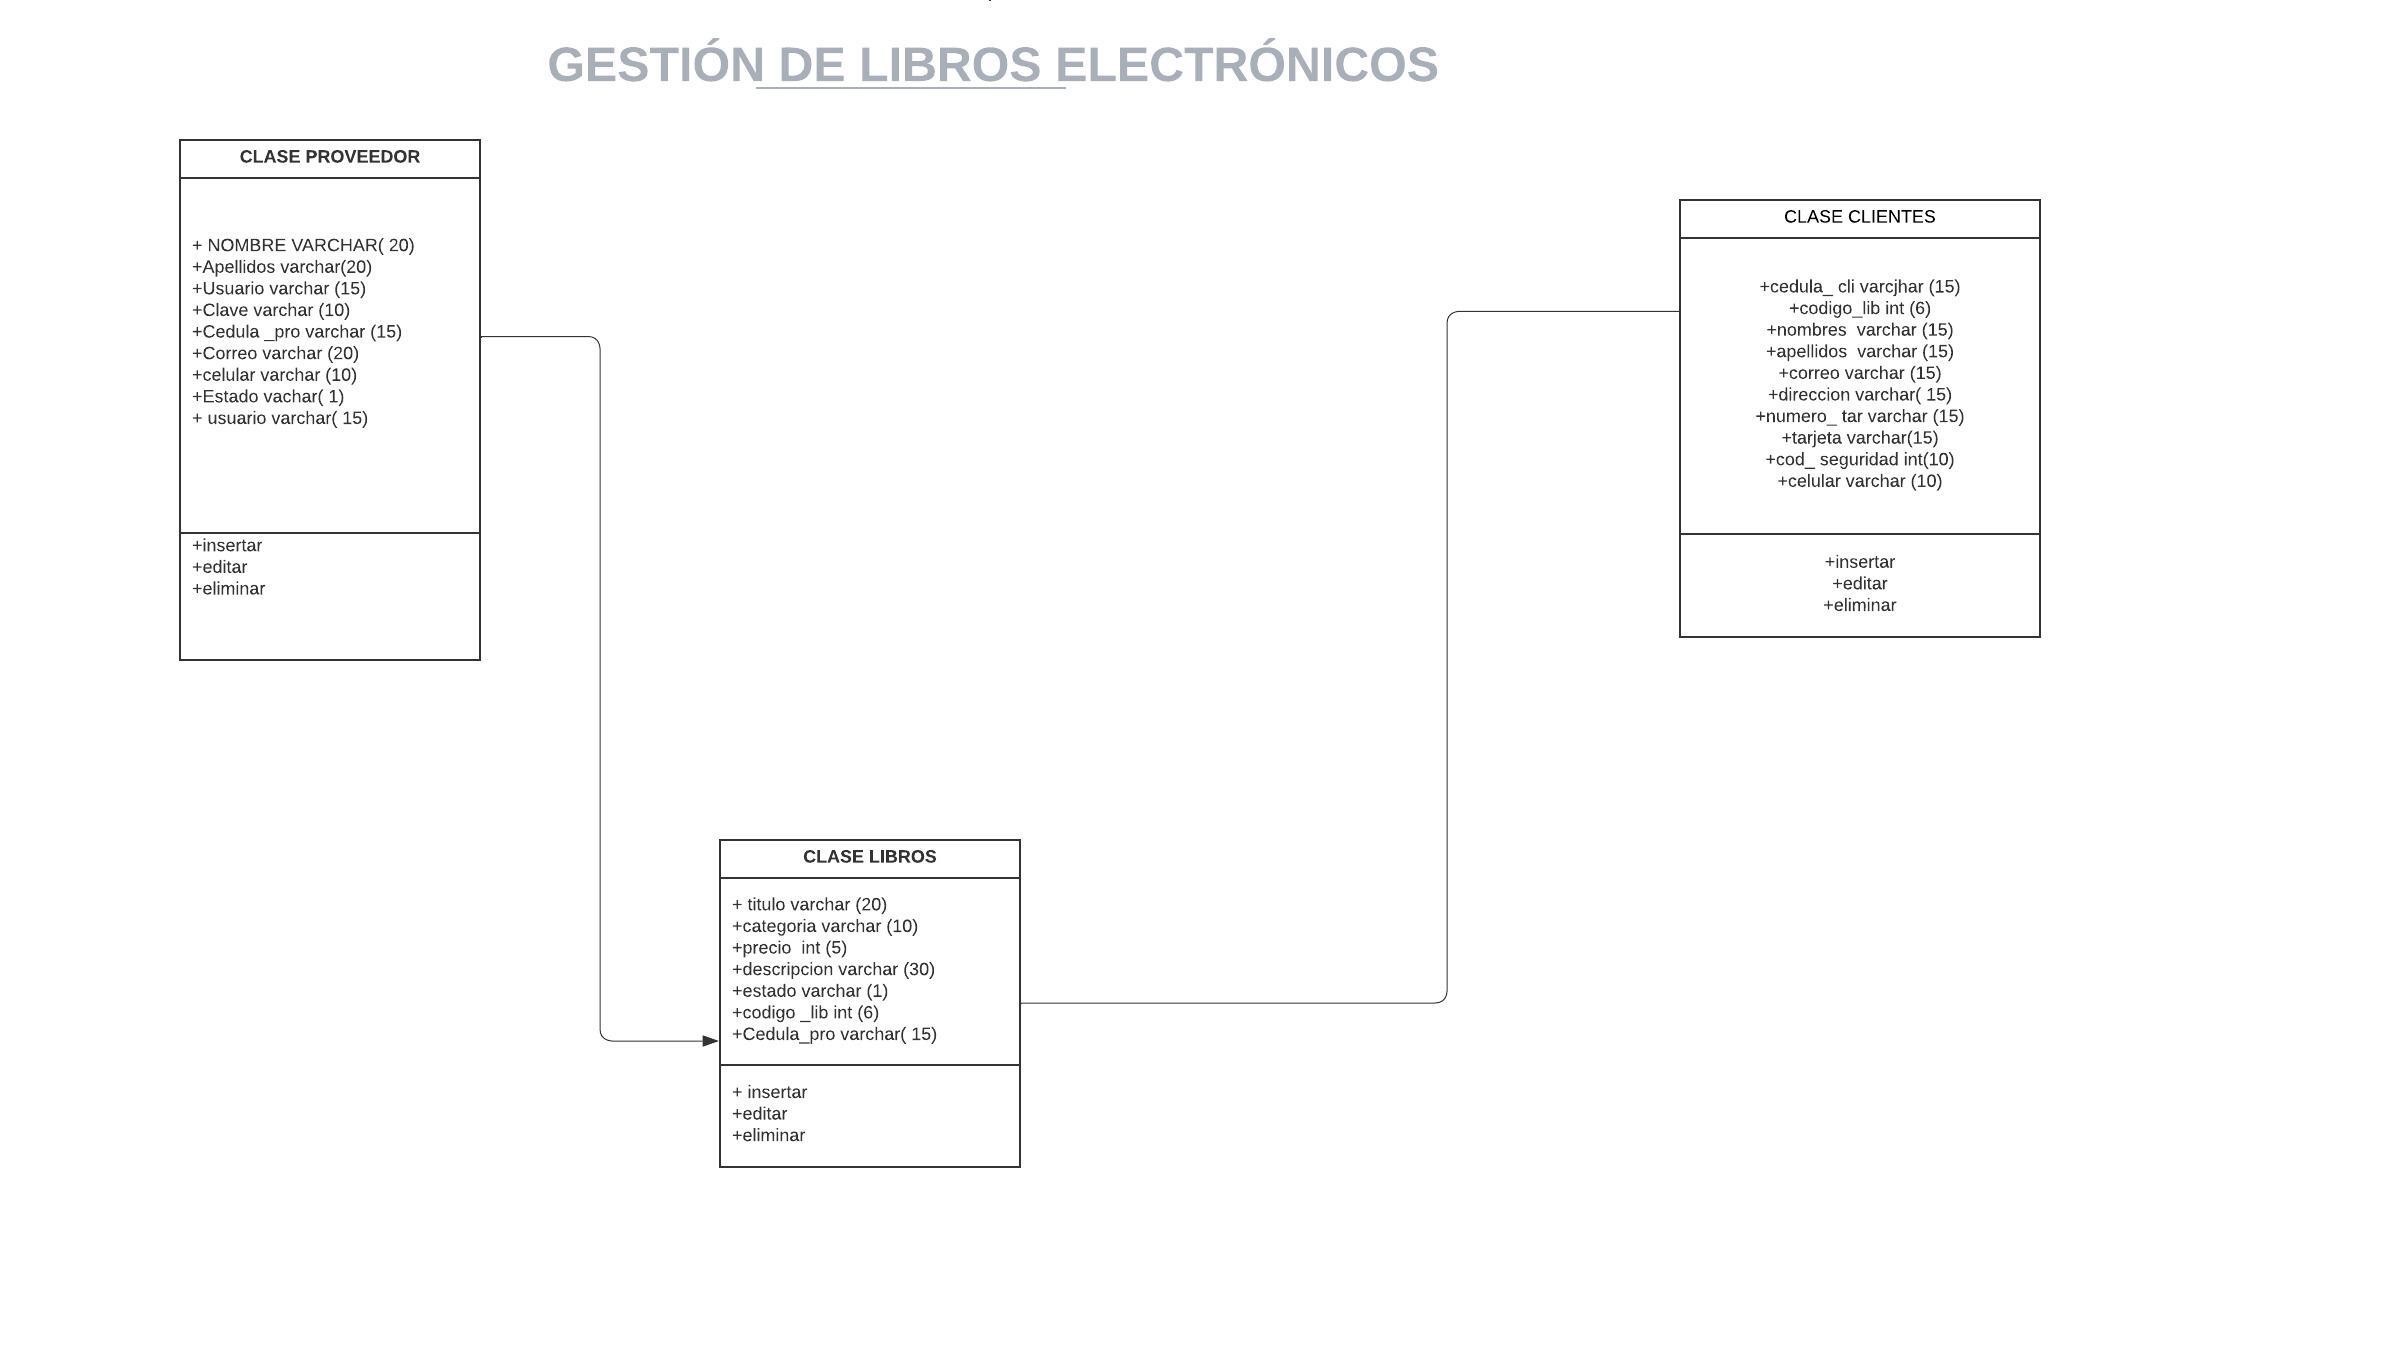 GESTIÓN DE LIBROS ELECTRÓNICOS
CLASE PROVEEDOR
+ NOMBRE VARCHAR( 20)
+Apellidos varchar(20)
+Usuario varchar (15)
+Clave varchar (10)
+Cedula _pro varchar (15)
+Correo varchar (20)
+celular varchar (10)
+Estado vachar( 1)
+ usuario varchar( 15)
+insertar
+editar
+eliminar
CLASE CLIENTES
+cedula_ cli varcjhar (15)
+codigo_lib int (6)
+nombres  varchar (15)
+apellidos  varchar (15)
+correo varchar (15)
+direccion varchar( 15)
+numero_ tar varchar (15)
+tarjeta varchar(15)
+cod_ seguridad int(10)
+celular varchar (10)
+insertar
+editar
+eliminar
CLASE LIBROS
+ titulo varchar (20)
+categoria varchar (10)
+precio  int (5)
+descripcion varchar (30)
+estado varchar (1)
+codigo _lib int (6)
+Cedula_pro varchar( 15)
+ insertar
+editar
+eliminar